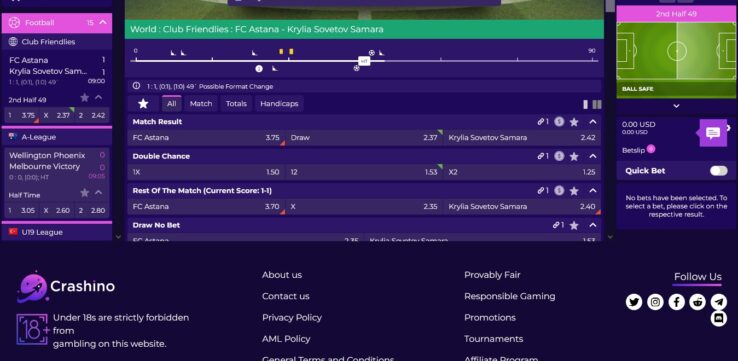 Football 15
Club Friendlies
FC Astana 1
Krylia Sovetov Sam... 1
1 : 1, (0:1), (1:0) 49` 09:00
2nd Half 49
1 3.75 X 2.37 2 2.42
A-League
Wellington Phoenix 0
Melbourne Victory 0
0 : 0, (0:0); HT 09:05
Half Time
1 3.05 X 2.60 2 2.80
U19 League
World : Club Friendlies : FC Astana - Krylia Sovetov Samara
0 90
HT
2
1 : 1, (0:1), (1:0) 49` Possible Format Change
All Match Totals Handicaps
Match Result 1
FC Astana 3.75 Draw 2.37 Krylia Sovetov Samara 2.42
Double Chance 1
1X 1.50 12 1.53 X2 1.25
Rest Of The Match (Current Score: 1-1) 1
FC Astana 3.70 X 2.35 Krylia Sovetov Samara 2.40
Draw No Bet 1
FC Astana 2.35 Krylia Sovetov Samara 1.53
2nd Half 49
BALL SAFE
0.00 USD
0.00 USD
Betslip 0
Quick Bet
No bets have been selected. To
select a bet, please click on the
respective result.
Crashino
18+
Under 18s are strictly forbidden
from
gambling on this website.
About us
Contact us
Privacy Policy
AML Policy
General Terms and Conditions
Provably Fair
Responsible Gaming
Promotions
Tournaments
Affiliate Program
Follow Us